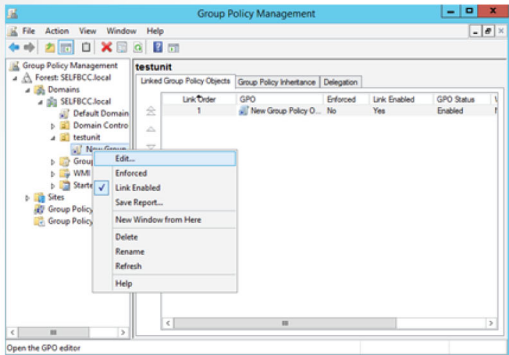 Group Policy Management
File Action View Window Help
Group Policy Management
Forest: SELFBCC.local
Domains
SELFBCC.local
Default Domain
Domain Contro
testunit
New Group
Group
WMI
Starte
Sites
Group Policy
Group Policy
testunit
Linked Group Policy Objects Group Policy Inheritance Delegation
Link Order GPO Enforced Link Enabled GPO Status
1 New Group Policy O... No Yes Enabled
Edit...
Enforced
Link Enabled
Save Report...
New Window from Here
Delete
Rename
Refresh
Help
Open the GPO editor